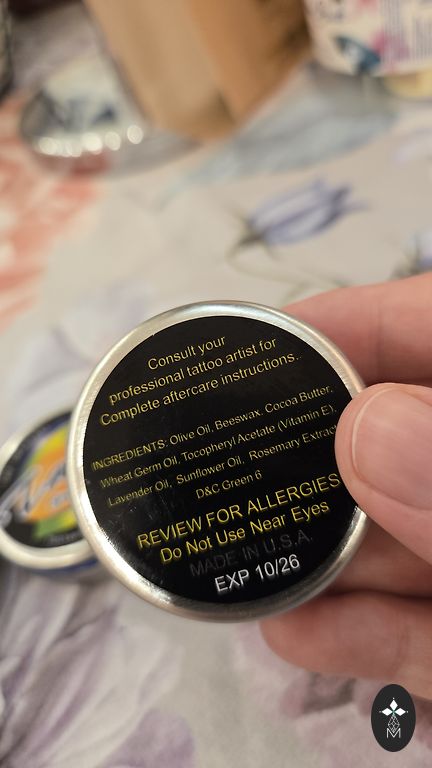 Consult your
professional tattoo artist for
Complete aftercare instructions..
INGREDIENTS: Olive Oil, Beeswax, Cocoa Butter,
Wheat Germ Oil, Tocopheryl Acetate (Vitamin E),
Lavender Oil, Sunflower Oil, Rosemary Extract
D&C Green 6
REVIEW FOR ALLERGIES
Do Not Use Near Eyes
MADE IN U.S.A.
EXP 10/26
M